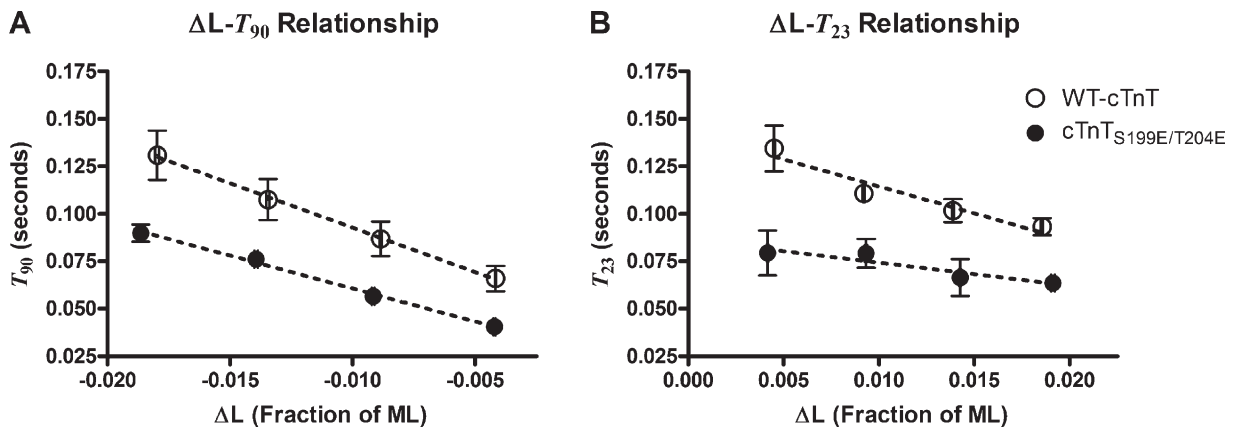 A
ΔL-T90 Relationship
T90 (seconds)
0.175
0.150
0.125
0.100
0.075
0.050
0.025
-0.020
-0.015
-0.010
-0.005
ΔL (Fraction of ML)
B
ΔL-T23 Relationship
T23 (seconds)
0.175
0.150
0.125
0.100
0.075
0.050
0.025
0.000
0.005
0.010
0.015
0.020
ΔL (Fraction of ML)
WT-cTnT
cTnTS199E/T204E